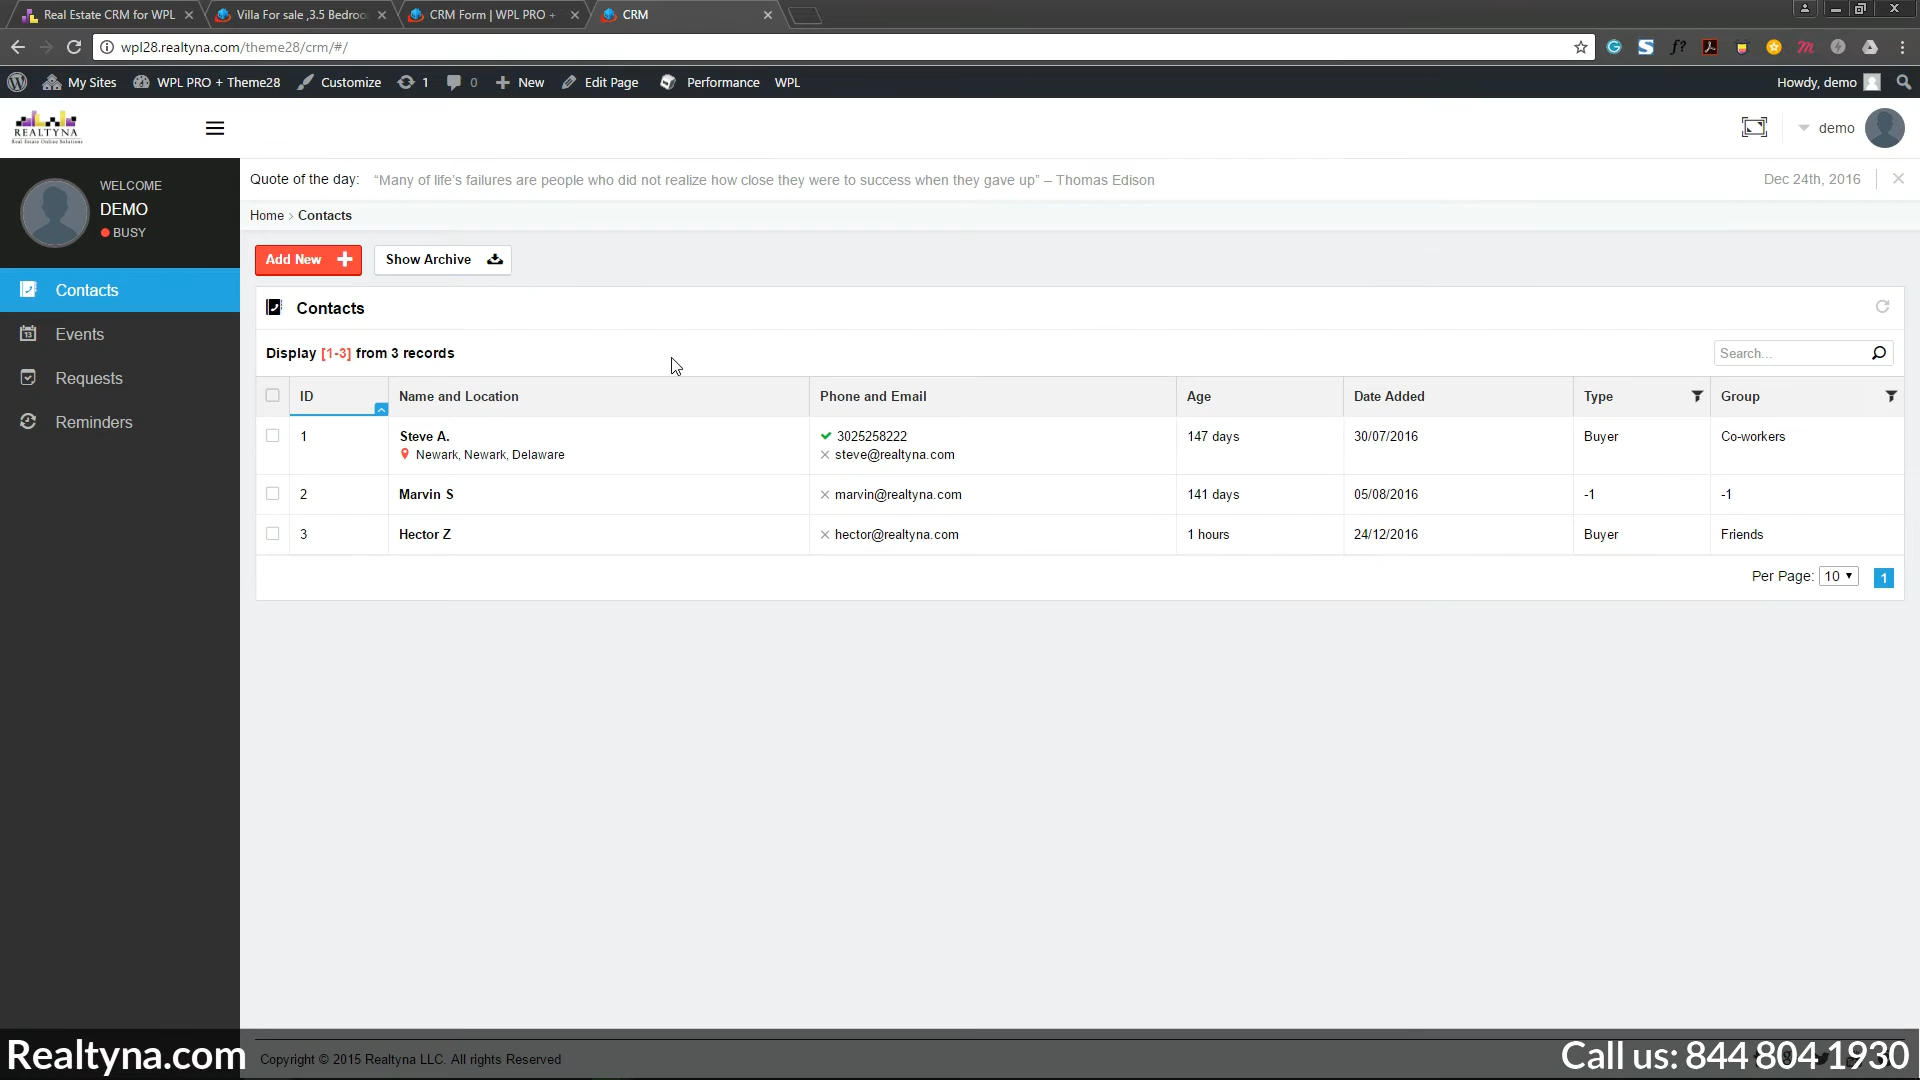 Real Estate CRM for WPL
Villa For sale ,3.5 Bedroo
CRM Form | WPL PRO +
CRM
wpl28.realtyna.com/theme28/crm/#/
My Sites
WPL PRO + Theme28
Customize
1
0
New
Edit Page
Performance
WPL
Howdy, demo
REALTYNA
Real Estate Online Solutions
demo
WELCOME
DEMO
BUSY
Quote of the day:
“Many of life’s failures are people who did not realize how close they were to success when they gave up” – Thomas Edison
Dec 24th, 2016
Home > Contacts
Add New
Show Archive
Contacts
Events
Requests
Reminders
Contacts
Display [1-3] from 3 records
Search...
ID Name and Location Phone and Email Age Date Added Type Group
1 Steve A. 3025258222 147 days 30/07/2016 Buyer Co-workers
Newark, Newark, Delaware steve@realtyna.com
2 Marvin S marvin@realtyna.com 141 days 05/08/2016 -1 -1
3 Hector Z hector@realtyna.com 1 hours 24/12/2016 Buyer Friends
Per Page: 10 1
Realtyna.com
Copyright © 2015 Realtyna LLC. All rights Reserved
Call us: 844 804 1930